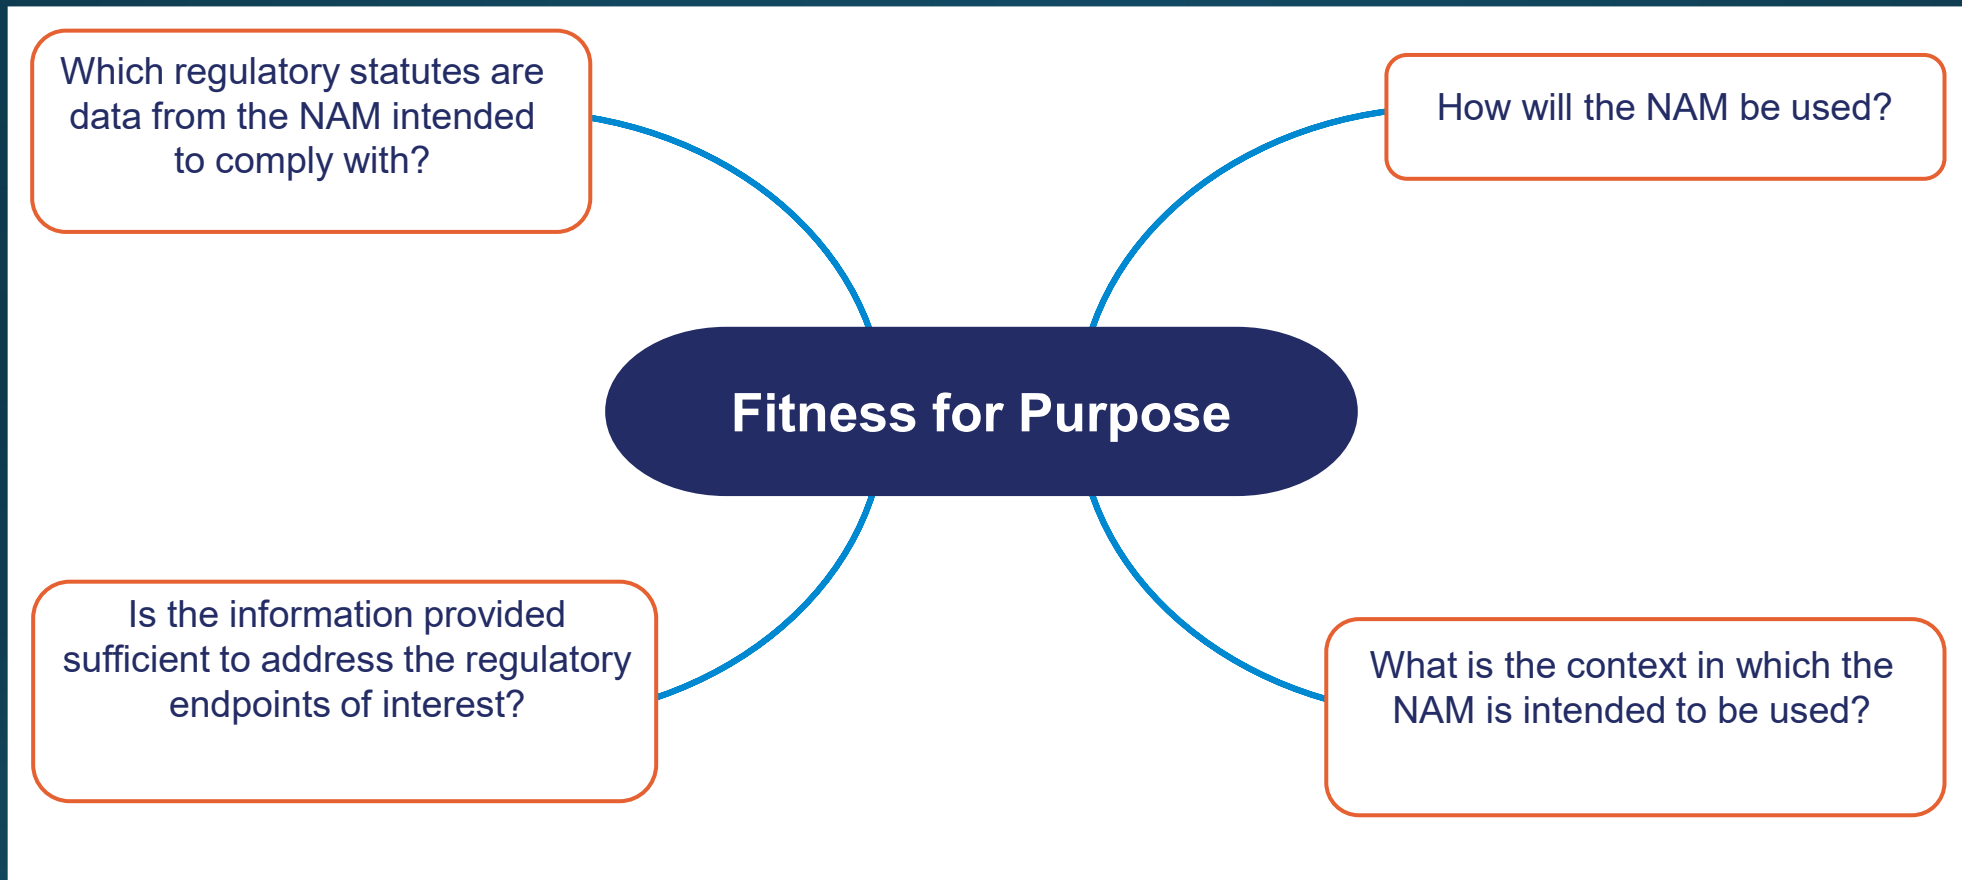 Which regulatory statutes are
data from the NAM intended
to comply with?
How will the NAM be used?
Fitness for Purpose
Is the information provided
sufficient to address the regulatory
endpoints of interest?
What is the context in which the
NAM is intended to be used?